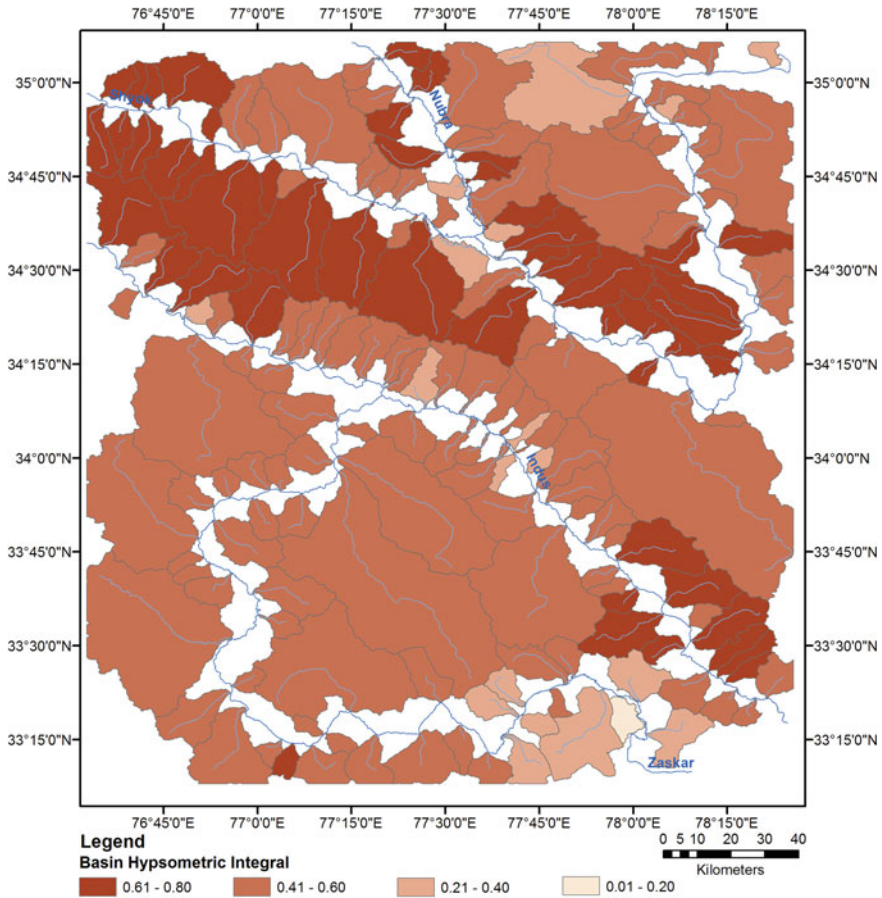 76°45'0"E 77°0'0"E 77°15'0"E 77°30'0"E 77°45'0"E 78°0'0"E 78°15'0"E
35°0'0"N 35°0'0"N
Shyok
Nubra
34°45'0"N 34°45'0"N
34°30'0"N 34°30'0"N
34°15'0"N 34°15'0"N
34°0'0"N 34°0'0"N
Indus
33°45'0"N 33°45'0"N
33°30'0"N 33°30'0"N
33°15'0"N 33°15'0"N
Zaskar
76°45'0"E 77°0'0"E 77°15'0"E 77°30'0"E 77°45'0"E 78°0'0"E 78°15'0"E
Legend
Basin Hypsometric Integral
0.61 - 0.80 0.41 - 0.60 0.21 - 0.40 0.01 - 0.20
0 5 10 20 30 40
Kilometers